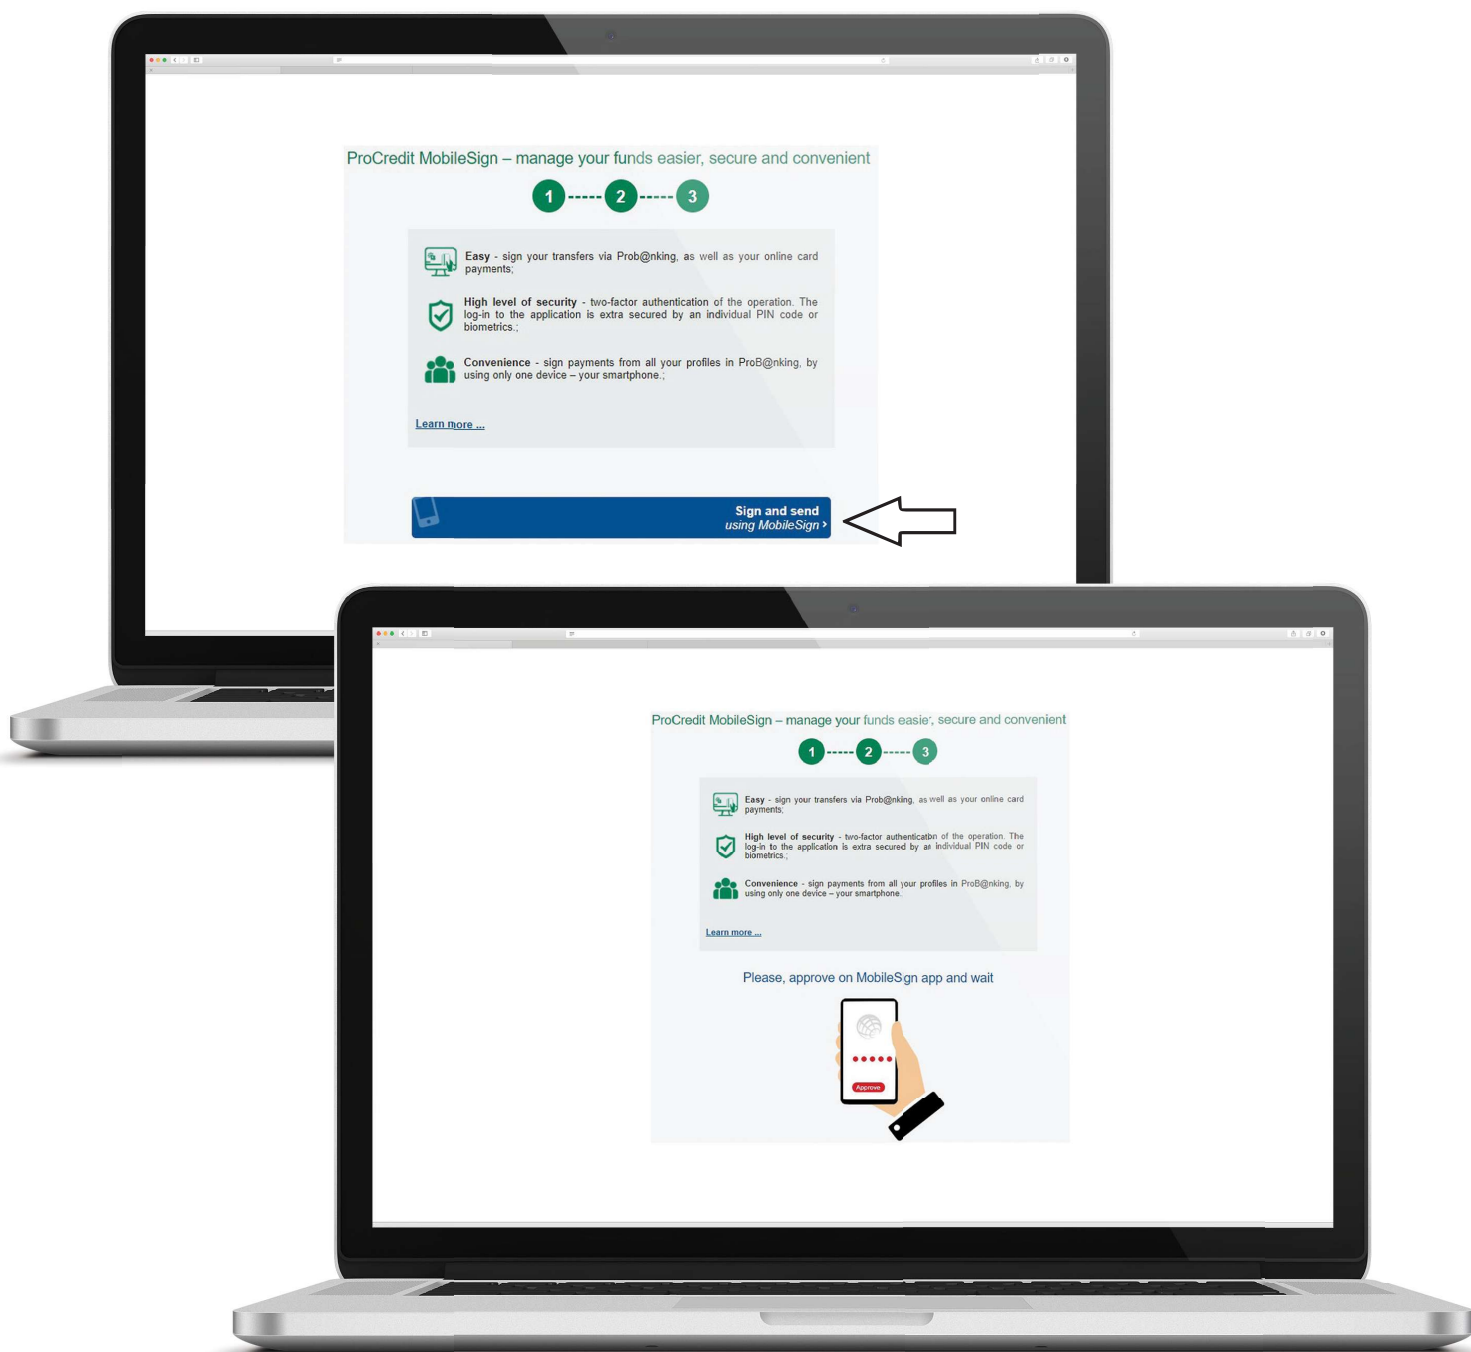 ProCredit MobileSign – manage your funds easier, secure and convenient
1 2 3
Easy - sign your transfers via Prob@nking, as well as your online card
payments;
High level of security - two-factor authentication of the operation. The
log-in to the application is extra secured by an individual PIN code or
biometrics.;
Convenience - sign payments from all your profiles in ProB@nking, by
using only one device – your smartphone.;
Learn more ...
Sign and send
using MobileSign ›
ProCredit MobileSign – manage your funds easier, secure and convenient
1 2 3
Easy - sign your transfers via Prob@nking, as well as your online card
payments;
High level of security - two-factor authentication of the operation. The
log-in to the application is extra secured by an individual PIN code or
biometrics.;
Convenience - sign payments from all your profiles in ProB@nking, by
using only one device – your smartphone.
Learn more ...
Please, approve on MobileSign app and wait
Approve